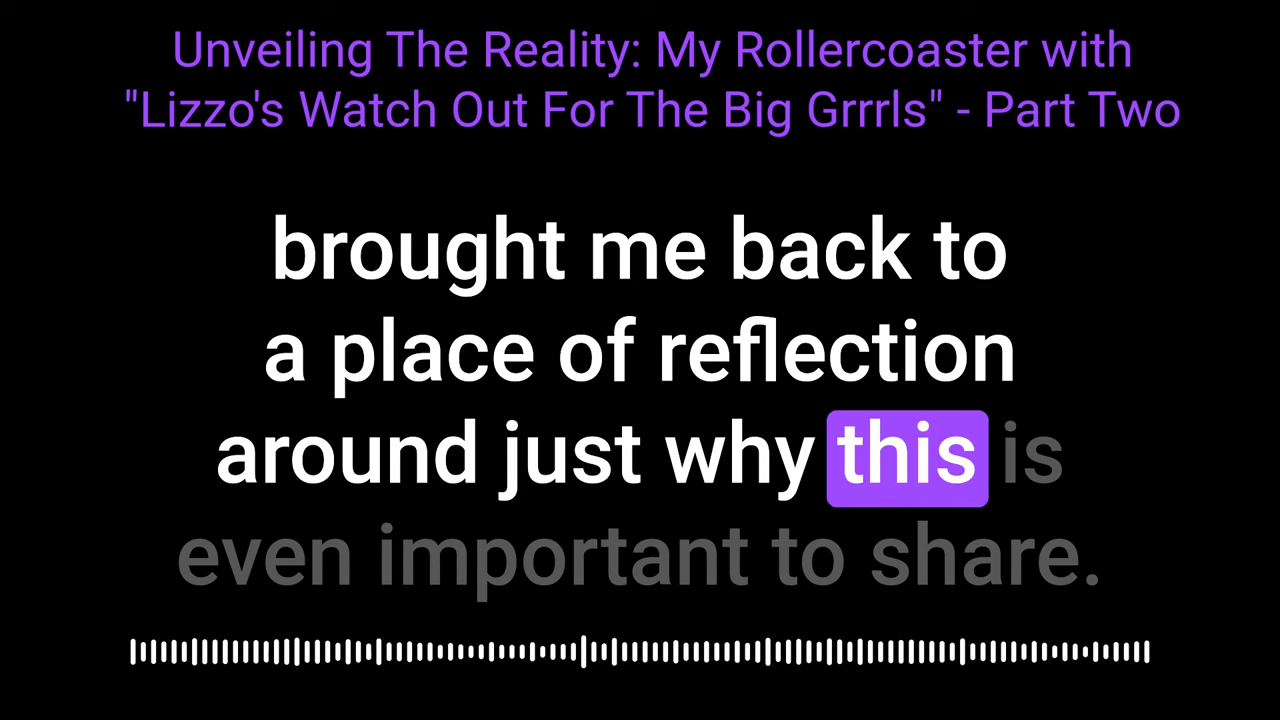 Unveiling The Reality: My Rollercoaster with
"Lizzo's Watch Out For The Big Grrrls" - Part Two
brought me back to
a place of reflection
around just why this is
even important to share.